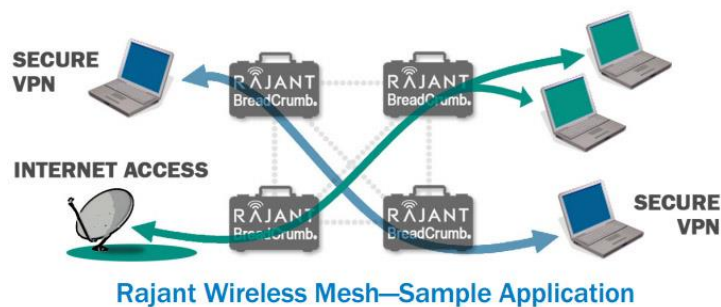 SECURE
VPN
RAJANT
BreadCrumb®
RAJANT
BreadCrumb®
INTERNET ACCESS
RAJANT
BreadCrumb®
RAJANT
BreadCrumb®
SECURE
VPN
Rajant Wireless Mesh—Sample Application